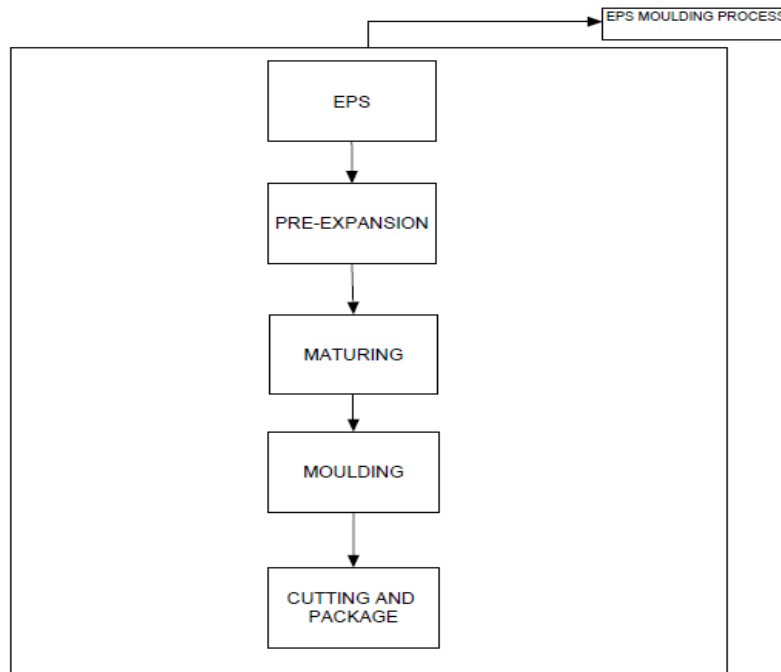 EPS MOULDING PROCESS
EPS
PRE-EXPANSION
MATURING
MOULDING
CUTTING AND
PACKAGE